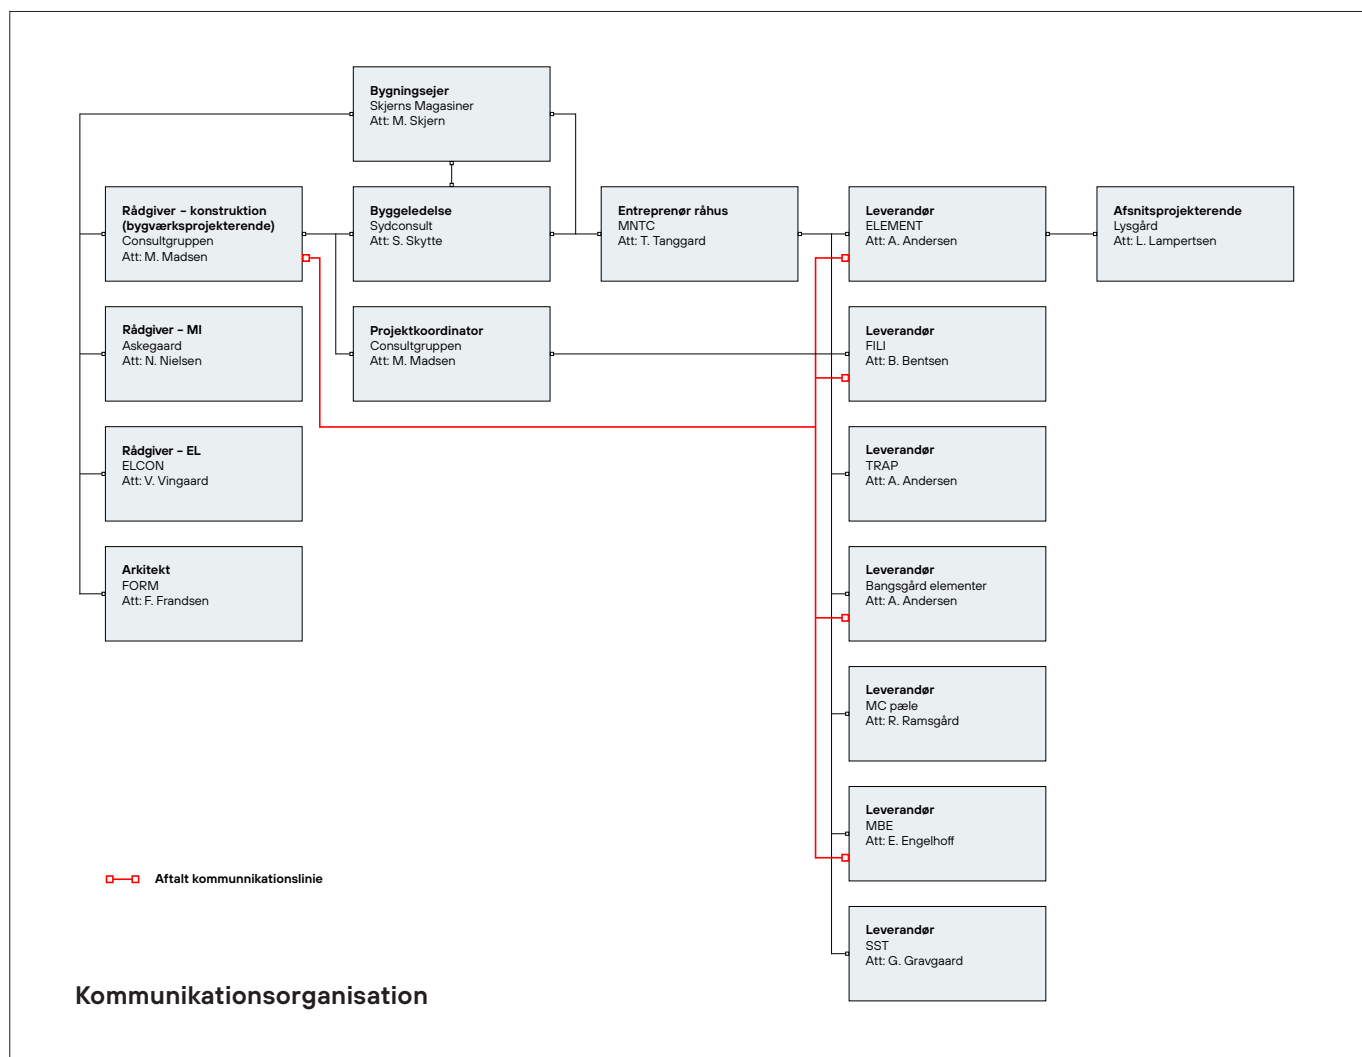 Bygningsejer
Skjerns Magasiner
Att: M. Skjern
Rådgiver – konstruktion
(bygværksprojekterende)
Consultgruppen
Att: M. Madsen
Byggeledelse
Sydconsult
Att: S. Skytte
Entreprenør råhus
MNTC
Att: T. Tanggard
Leverandør
ELEMENT
Att: A. Andersen
Afsnitsprojekterende
Lysgård
Att: L. Lampertsen
Rådgiver – MI
Askegaard
Att: N. Nielsen
Projektkoordinator
Consultgruppen
Att: M. Madsen
Leverandør
FILI
Att: B. Bentsen
Rådgiver – EL
ELCON
Att: V. Vingaard
Leverandør
TRAP
Att: A. Andersen
Arkitekt
FORM
Att: F. Frandsen
Leverandør
Bangsgård elementer
Att: A. Andersen
Leverandør
MC pæle
Att: R. Ramsgård
Leverandør
MBE
Att: E. Engelhoff
Aftalt kommunnikationslinie
Leverandør
SST
Att: G. Gravgaard
Kommunikationsorganisation